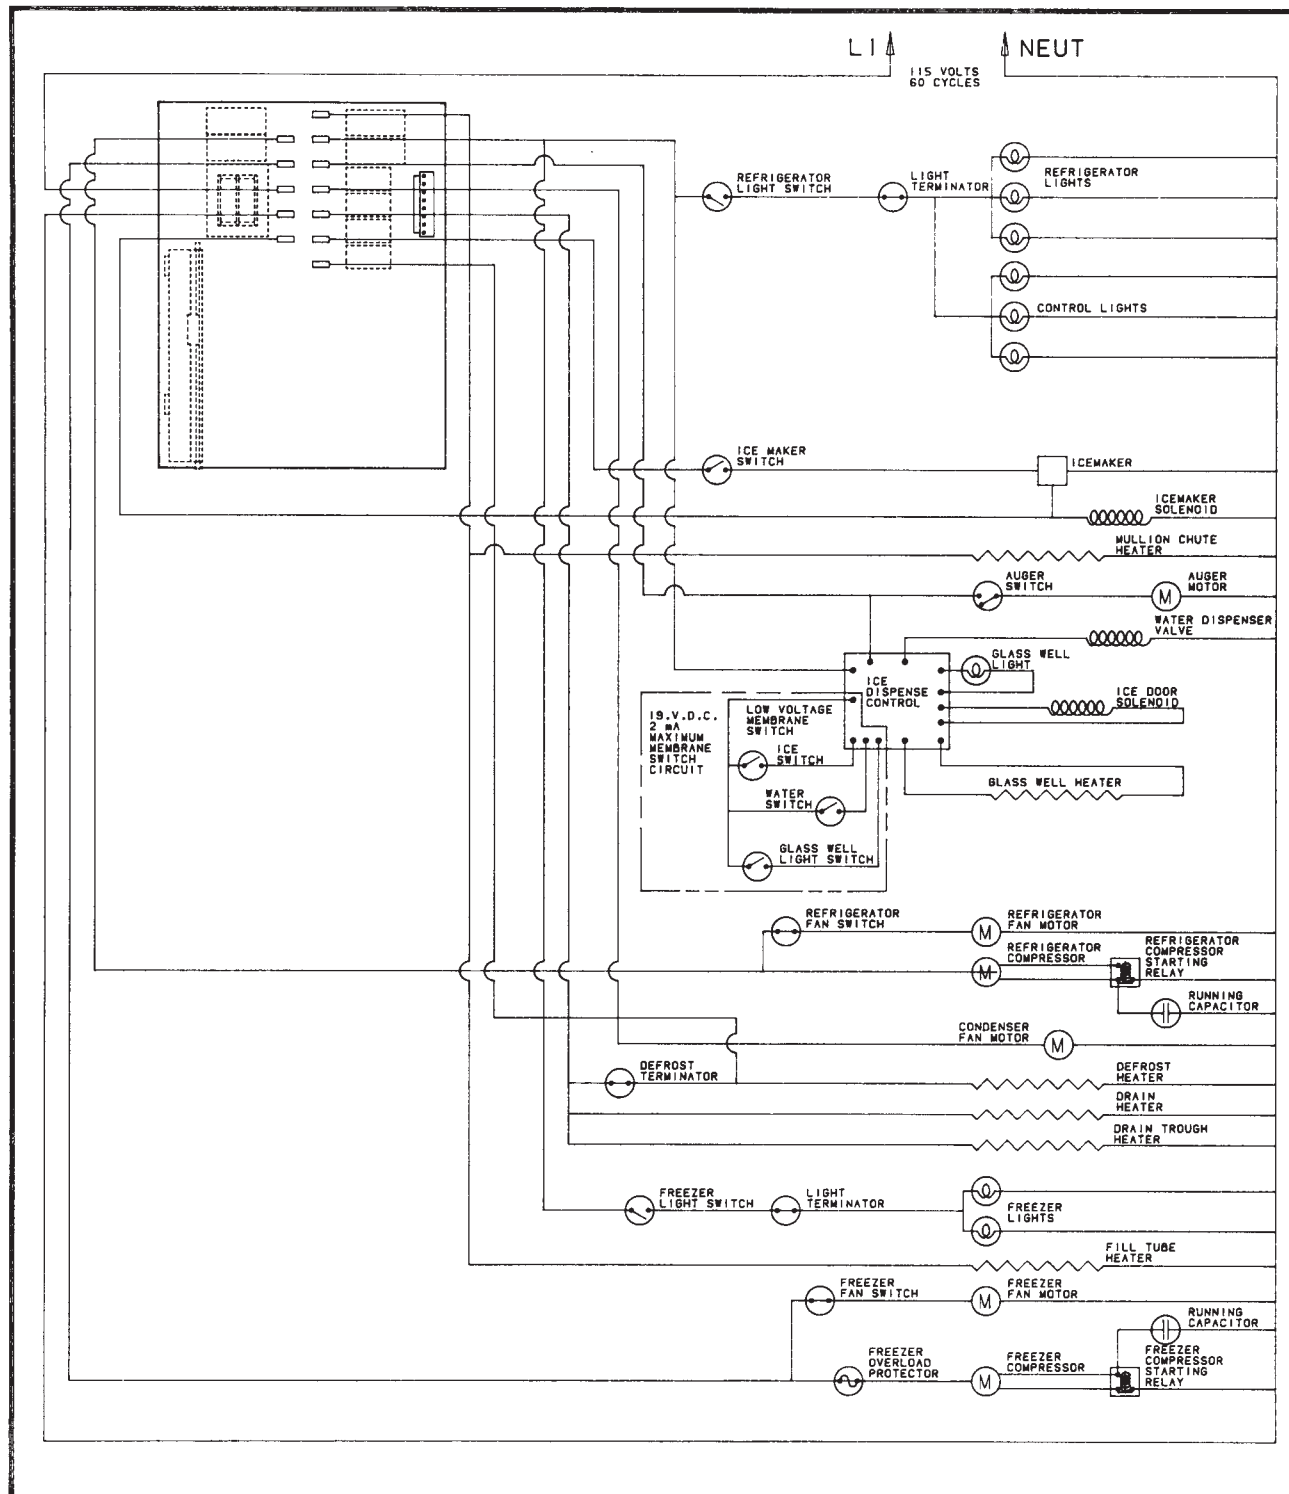 L1
NEUT
115 VOLTS
60 CYCLES
REFRIGERATOR
LIGHT SWITCH
LIGHT
TERMINATOR
REFRIGERATOR
LIGHTS
CONTROL LIGHTS
ICE MAKER
SWITCH
ICEMAKER
ICEMAKER
SOLENOID
MULLION CHUTE
HEATER
AUGER
SWITCH
AUGER
MOTOR
M
WATER DISPENSER
VALVE
GLASS WELL
LIGHT
ICE
DISPENSE
CONTROL
ICE DOOR
SOLENOID
19.V.D.C.
2 mA
MAXIMUM
MEMBRANE
SWITCH
CIRCUIT
LOW VOLTAGE
MEMBRANE
SWITCH
ICE
SWITCH
WATER
SWITCH
GLASS WELL
LIGHT SWITCH
GLASS WELL HEATER
REFRIGERATOR
FAN SWITCH
M
REFRIGERATOR
FAN MOTOR
M
REFRIGERATOR
COMPRESSOR
REFRIGERATOR
COMPRESSOR
STARTING
RELAY
RUNNING
CAPACITOR
CONDENSER
FAN MOTOR
M
DEFROST
TERMINATOR
DEFROST
HEATER
DRAIN
HEATER
DRAIN TROUGH
HEATER
FREEZER
LIGHT SWITCH
LIGHT
TERMINATOR
FREEZER
LIGHTS
FILL TUBE
HEATER
FREEZER
FAN SWITCH
M
FREEZER
FAN MOTOR
RUNNING
CAPACITOR
FREEZER
OVERLOAD
PROTECTOR
M
FREEZER
COMPRESSOR
FREEZER
COMPRESSOR
STARTING
RELAY